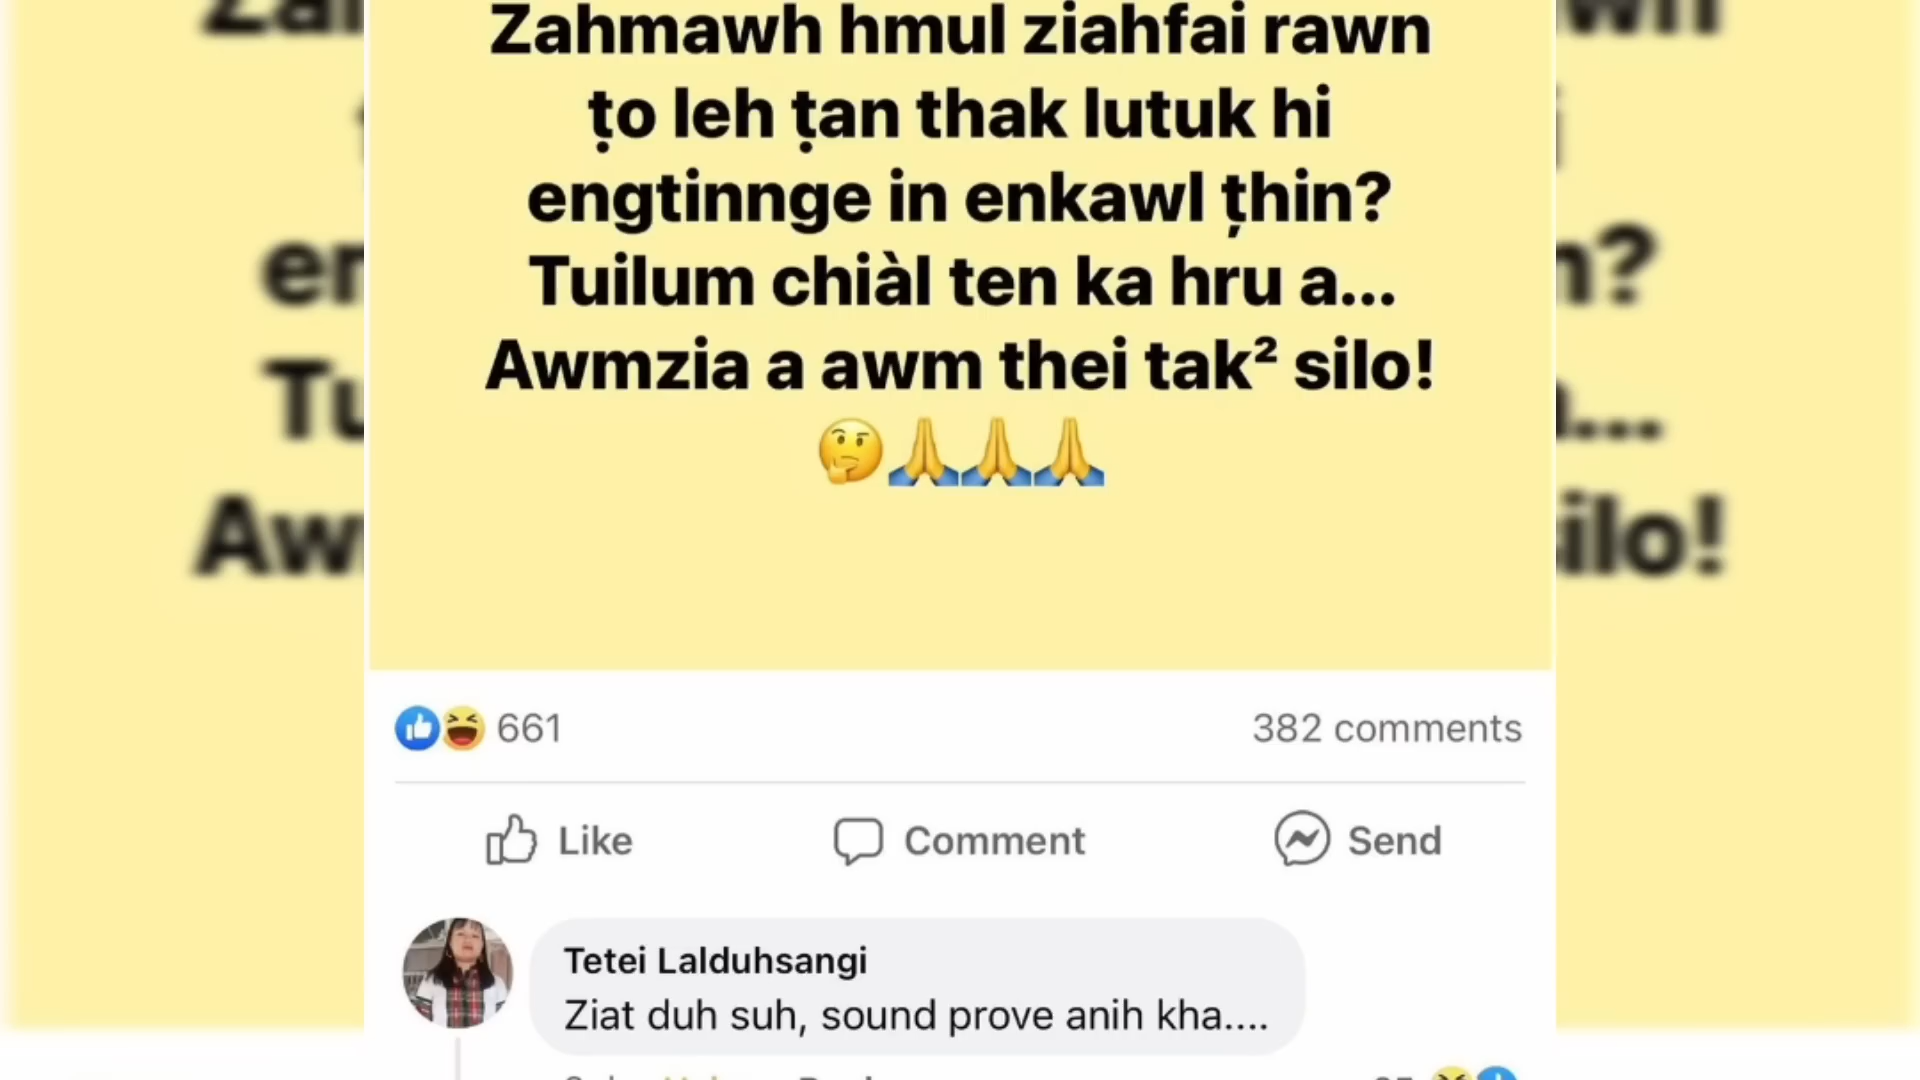 Zahmawh hmul ziahfai rawn
ṭo leh ṭan thak lutuk hi
engtinnge in enkawl ṭhin?
Tuilum chiàl ten ka hru a...
Awmzia a awm thei tak² silo!
🤔🙏🙏🙏
661
382 comments
Like
Comment
Send
Tetei Lalduhsangi
Ziat duh suh, sound prove anih kha....